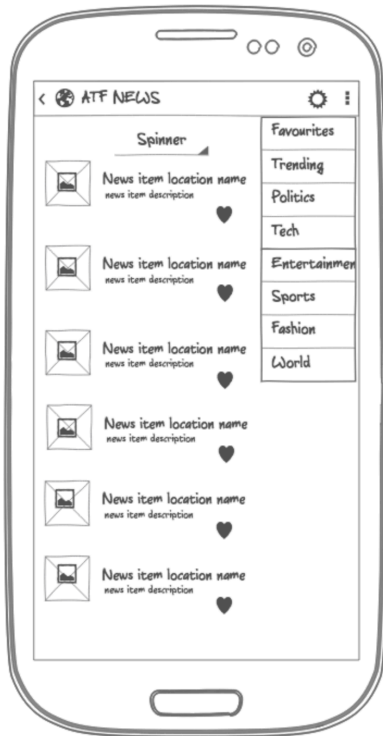 ATF NEWS
Spinner
News item location name
news item description
News item location name
news item description
News item location name
news item description
News item location name
news item description
News item location name
news item description
News item location name
news item description
Favourites
Trending
Politics
Tech
Entertainmen
Sports
Fashion
World